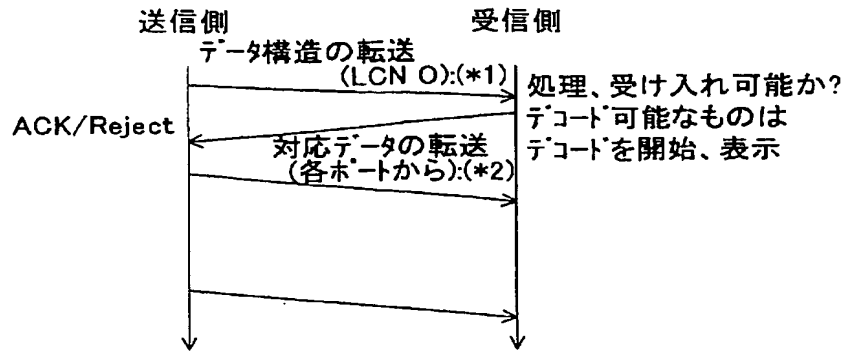 送信側
受信側
データ構造の転送
(LCN 0):(*1)
処理、受け入れ可能か?
ACK/Reject
デコード可能なものは
対応データの転送
デコードを開始、表示
(各ポートから):(*2)